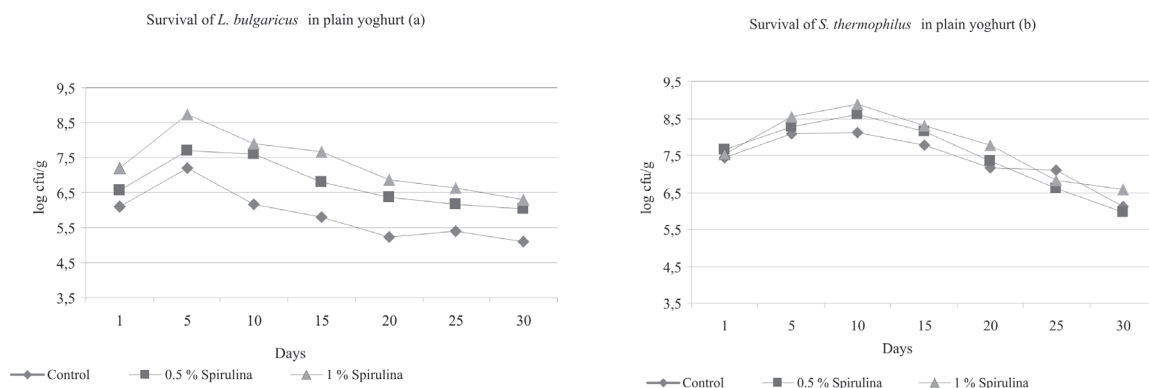 Survival of L. bulgaricus in plain yoghurt (a)
9,5
8,5
7,5
6,5
5,5
4,5
3,5
log cfu/g
1 5 10 15 20 25 30
Days
Control 0.5 % Spirulina 1 % Spirulina
Survival of S. thermophilus in plain yoghurt (b)
9,5
8,5
7,5
6,5
5,5
4,5
3,5
log cfu/g
1 5 10 15 20 25 30
Days
Control 0.5 % Spirulina 1 % Spirulina